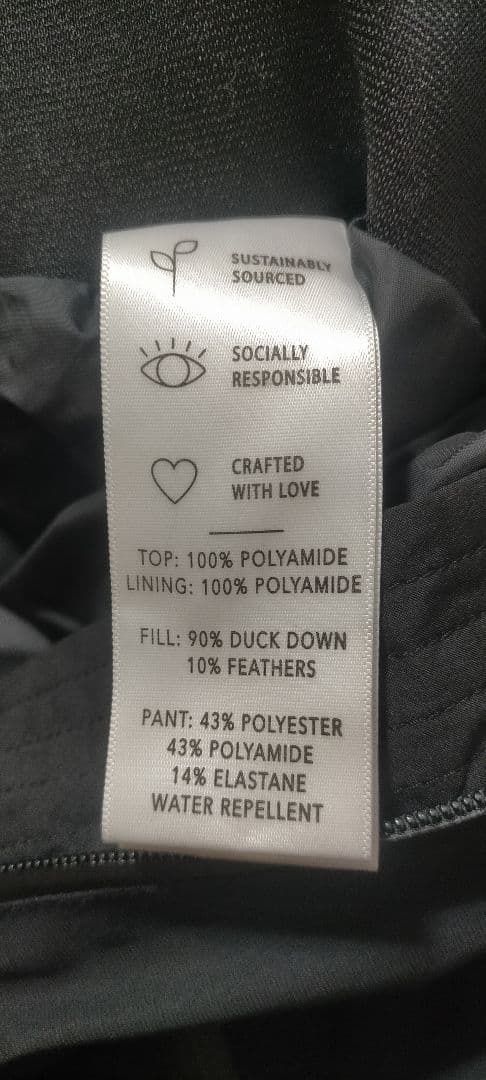 SUSTAINABLY
SOURCED
SOCIALLY
RESPONSIBLE
CRAFTED
WITH LOVE
TOP: 100% POLYAMIDE
LINING: 100% POLYAMIDE
FILL: 90% DUCK DOWN
10% FEATHERS
PANT: 43% POLYESTER
43% POLYAMIDE
14% ELASTANE
WATER REPELLENT